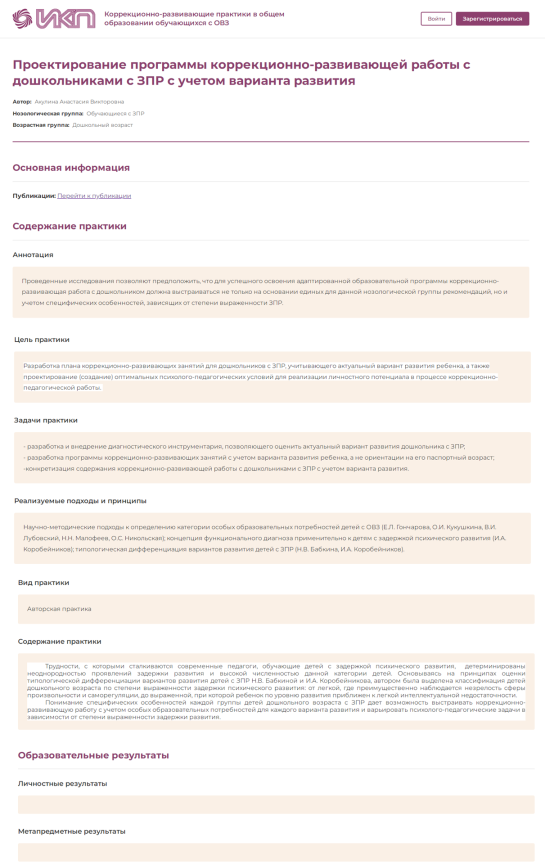 ИКП
Коррекционно-развивающие практики в общем
образовании обучающихся с ОВЗ
Войти
Зарегистрироваться
Проектирование программы коррекционно-развивающей работы с
дошкольниками с ЗПР с учетом варианта развития
Автор: Акулина Анастасия Викторовна
Нозологическая группа: Обучающиеся с ЗПР
Возрастная группа: Дошкольный возраст
Основная информация
Публикации: Перейти к публикации
Содержание практики
Аннотация
Проведенные исследования позволяют предположить, что для успешного освоения адаптированной образовательной программы коррекционно-
развивающая работа с дошкольником должна выстраиваться не только на основании единых для данной нозологической группы рекомендаций, но и с
учетом специфических особенностей, зависящих от степени выраженности ЗПР.
Цель практики
Разработка плана коррекционно-развивающих занятий для дошкольников с ЗПР, учитывающего актуальный вариант развития ребенка, а также
проектирование (создание) оптимальных психолого-педагогических условий для реализации личностного потенциала в процессе коррекционно-
педагогической работы.
Задачи практики
- разработка и внедрение диагностического инструментария, позволяющего оценить актуальный вариант развития дошкольника с ЗПР;
- разработка программы коррекционно-развивающих занятий с учетом варианта развития ребенка, а не ориентации на его паспортный возраст;
-конкретизация содержания коррекционно-развивающей работы с дошкольниками с ЗПР с учетом варианта развития.
Реализуемые подходы и принципы
Научно-методические подходы к определению категории особых образовательных потребностей детей с ОВЗ (Е.Л. Гончарова, О.И. Кукушкина, В.И.
Лубовский, Н.Н. Малофеев, О.С. Никольская); концепция функционального диагноза применительно к детям с задержкой психического развития (И.А.
Коробейников); типологическая дифференциация вариантов развития детей с ЗПР (Н.В. Бабкина, И.А. Коробейников).
Вид практики
Авторская практика
Содержание практики
Трудности, с которыми сталкиваются современные педагоги, обучающие детей с задержкой психического развития, детерминированы
неоднородностью проявлений задержки развития и высокой численностью данной категории детей. Основываясь на принципах оценки
типологической дифференциации вариантов развития детей с ЗПР Н.В. Бабкиной и И.А. Коробейникова, автором была выделена классификация детей
дошкольного возраста по степени выраженности задержки психического развития: от легкой, где преимущественно наблюдается незрелость сферы
произвольности и саморегуляции, до выраженной, при которой ребенок по уровню развития приближен к легкой интеллектуальной недостаточности.
Понимание специфических особенностей каждой группы детей дошкольного возраста с ЗПР дает возможность выстраивать коррекционно-
развивающую работу с учетом особых образовательных потребностей для каждого варианта развития и варьировать психолого-педагогические задачи в
зависимости от степени выраженности задержки развития.
Образовательные результаты
Личностные результаты
Метапредметные результаты